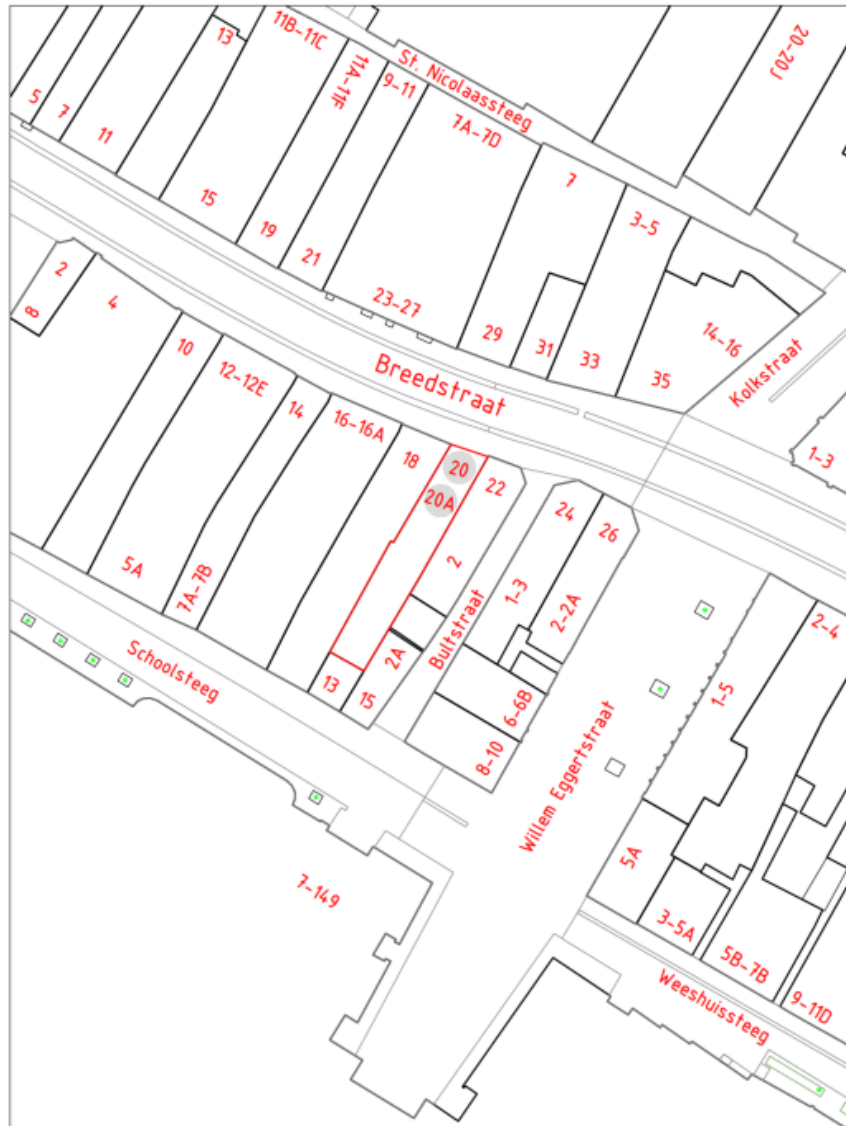 11B-11C
13
20-20J
St. Nicolaassteeg
11A-11F
9-11
5
7
11
7A-7D
15
19
21
7
3-5
2
8
4
23-27
29
31
33
35
14-16
Kolkstraat
10
12-12E
14
16-16A
Breedstraat
18
20
20A
22
24
26
1-3
5A
7A-7B
2
1-3
2-2A
2-4
Schoolsteeg
13
15
2A
Bultstraat
6-6B
8-10
1-5
Willem Eggertstraat
7-149
5A
3-5A
5B-7B
9-11D
Weeshuissteeg